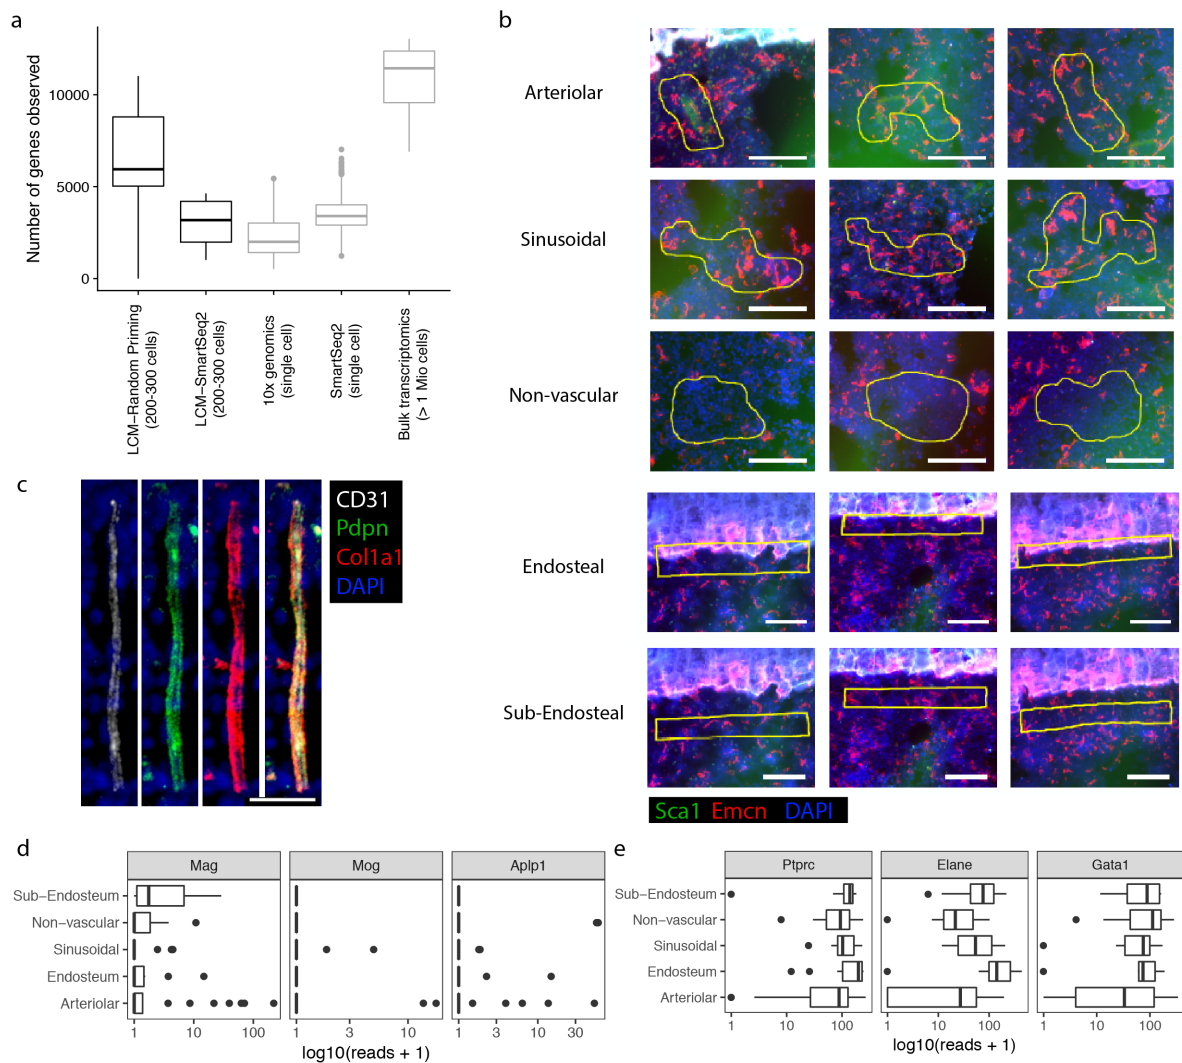 a
Number of genes observed
10000
5000
0
LCM−Random Priming
(200-300 cells)
LCM−SmartSeq2
(200-300 cells)
10x genomics
(single cell)
SmartSeq2
(single cell)
Bulk transcriptomics
(> 1 Mio cells)
b
Arteriolar
Sinusoidal
Non-vascular
Endosteal
Sub-Endosteal
Sca1 Emcn DAPI
c
CD31
Pdpn
Col1a1
DAPI
d
Mag Mog Aplp1
Sub−Endosteum
Non−vascular
Sinusoidal
Endosteum
Arteriolar
1 10 100 1 3 10 1 10 30
log10(reads + 1)
e
Ptprc Elane Gata1
Sub−Endosteum
Non−vascular
Sinusoidal
Endosteum
Arteriolar
1 10 100 1 10 100 1 10 100
log10(reads + 1)